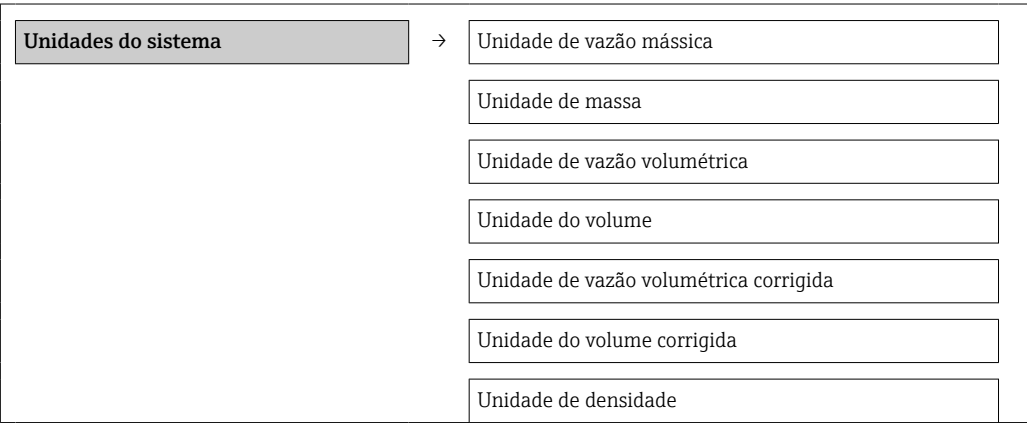 Unidades do sistema → Unidade de vazão mássica
Unidade de massa
Unidade de vazão volumétrica
Unidade do volume
Unidade de vazão volumétrica corrigida
Unidade do volume corrigida
Unidade de densidade